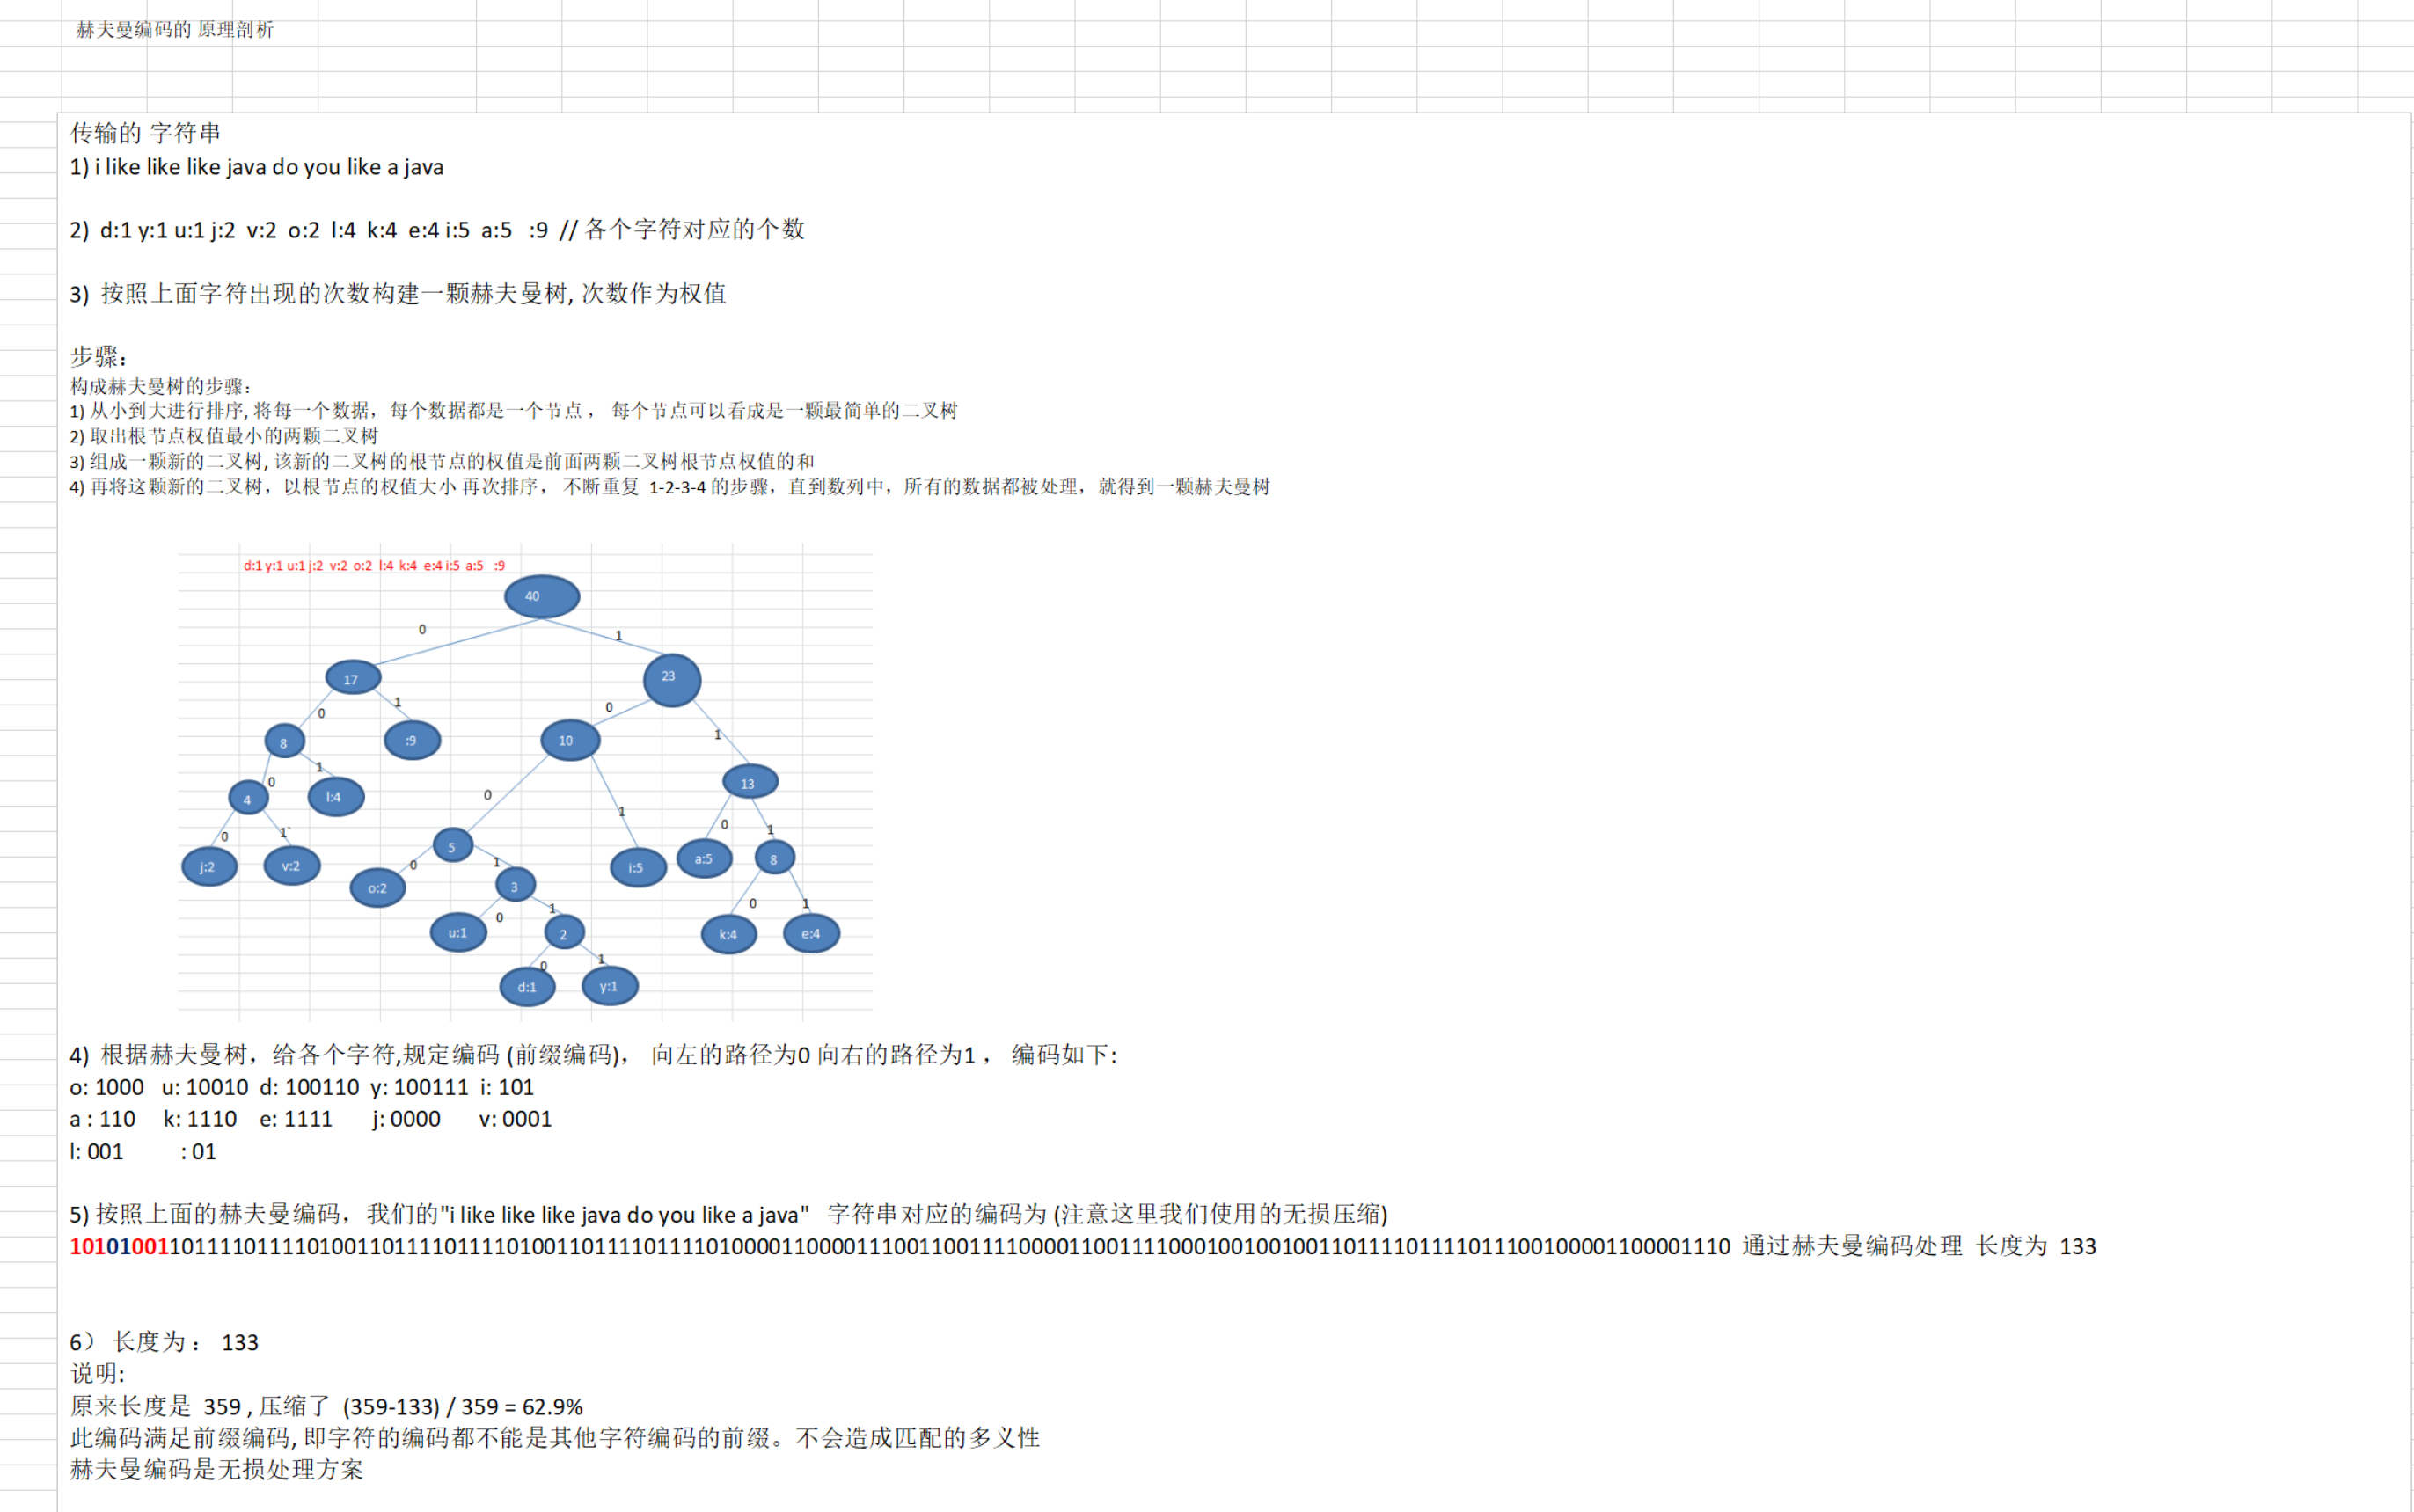 赫夫曼编码的 原理剖析
传输的 字符串
1) i like like like java do you like a java
2) d:1 y:1 u:1 j:2 v:2 o:2 l:4 k:4 e:4 i:5 a:5 :9 // 各个字符对应的个数
3) 按照上面字符出现的次数构建一颗赫夫曼树, 次数作为权值
步骤：
构成赫夫曼树的步骤：
1) 从小到大进行排序, 将每一个数据，每个数据都是一个节点 ， 每个节点可以看成是一颗最简单的二叉树
2) 取出根节点权值最小的两颗二叉树
3) 组成一颗新的二叉树, 该新的二叉树的根节点的权值是前面两颗二叉树根节点权值的和
4) 再将这颗新的二叉树，以根节点的权值大小 再次排序， 不断重复 1-2-3-4 的步骤，直到数列中，所有的数据都被处理，就得到一颗赫夫曼树
d:1 y:1 u:1 j:2 v:2 o:2 l:4 k:4 e:4 i:5 a:5 :9
40
0 1
17 23
0 1 0 1
8 :9 10 13
0 1 0 1 0 1
4 l:4 5 i:5 a:5 8
0 1` 0 1 0 1
j:2 v:2 o:2 3 k:4 e:4
0 1
u:1 2
0 1
d:1 y:1
4) 根据赫夫曼树，给各个字符,规定编码 (前缀编码)， 向左的路径为0 向右的路径为1 ， 编码如下:
o: 1000 u: 10010 d: 100110 y: 100111 i: 101
a : 110 k: 1110 e: 1111 j: 0000 v: 0001
l: 001 : 01
5) 按照上面的赫夫曼编码，我们的"i like like like java do you like a java" 字符串对应的编码为 (注意这里我们使用的无损压缩)
1010100110111101111010011011110111101001101111011110100001100001110011001111000011001111000100100100110111101111011100100001100001110 通过赫夫曼编码处理 长度为 133
6） 长度为 ： 133
说明:
原来长度是 359 , 压缩了 (359-133) / 359 = 62.9%
此编码满足前缀编码, 即字符的编码都不能是其他字符编码的前缀。不会造成匹配的多义性
赫夫曼编码是无损处理方案